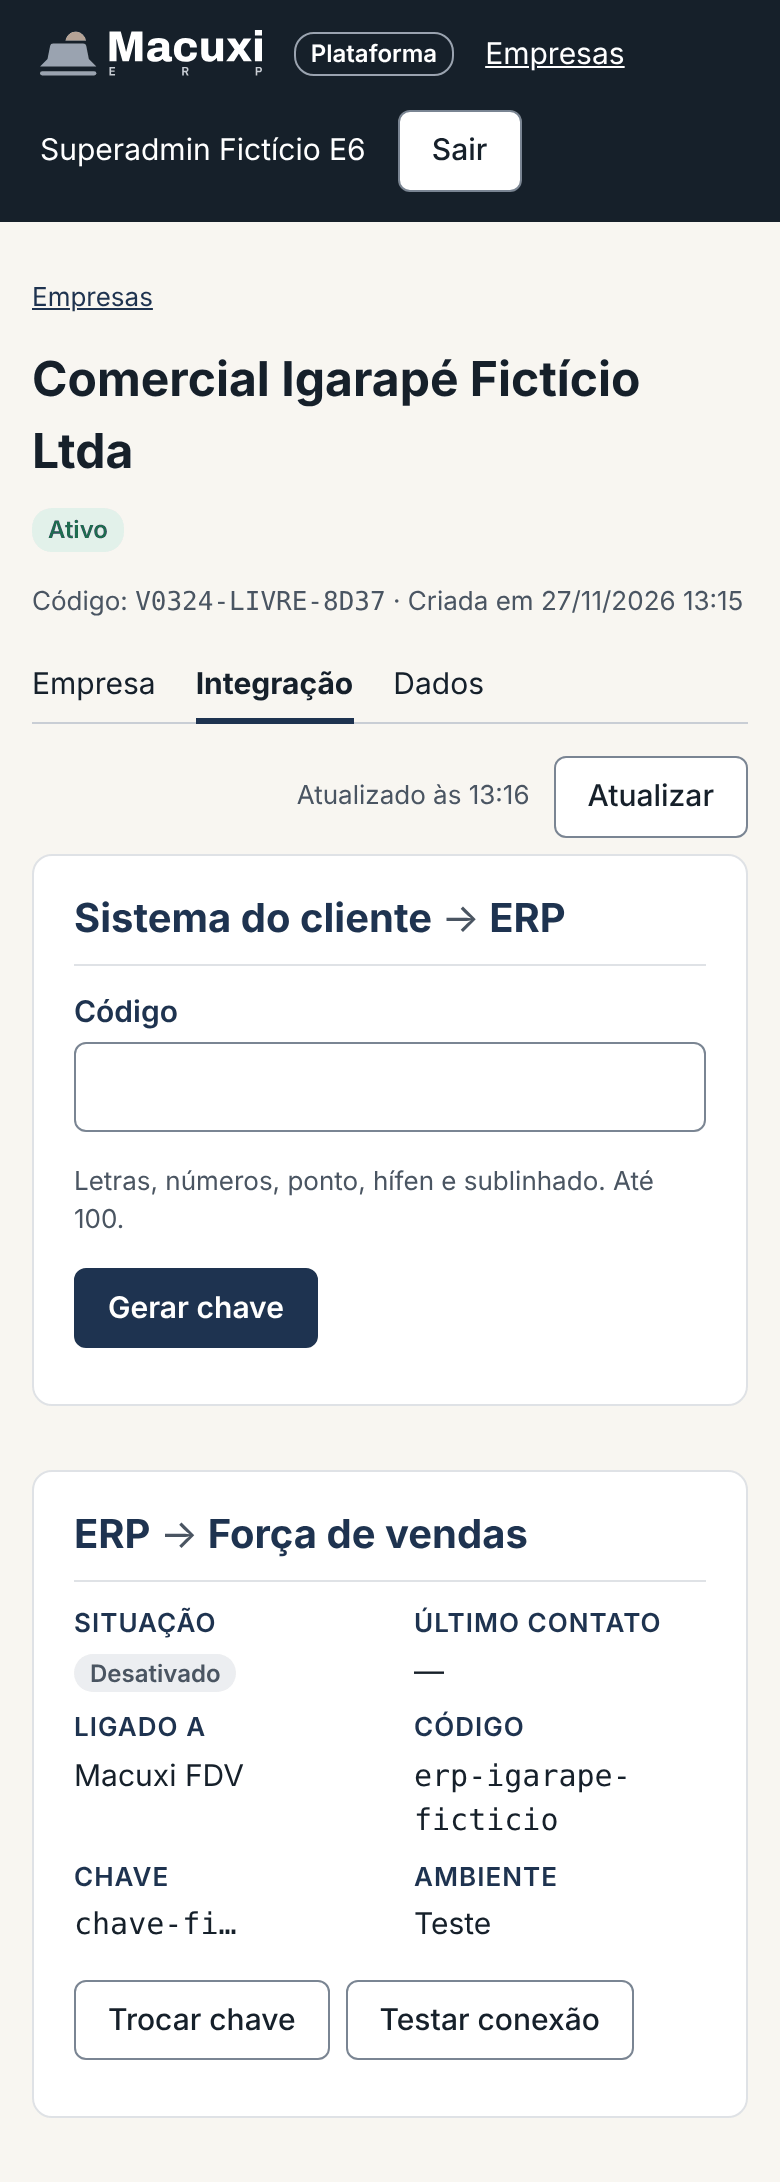 Macuxi
E R P
Plataforma
Empresas
Superadmin Fictício E6
Sair
Empresas
Comercial Igarapé Fictício
Ltda
Ativo
Código: V0324-LIVRE-8D37 · Criada em 27/11/2026 13:15
Empresa Integração Dados
Atualizado às 13:16
Atualizar
Sistema do cliente → ERP
Código
Letras, números, ponto, hífen e sublinhado. Até
100.
Gerar chave
ERP → Força de vendas
SITUAÇÃO
Desativado
ÚLTIMO CONTATO
—
LIGADO A
Macuxi FDV
CÓDIGO
erp-igarape-
ficticio
CHAVE
chave-fi…
AMBIENTE
Teste
Trocar chave
Testar conexão